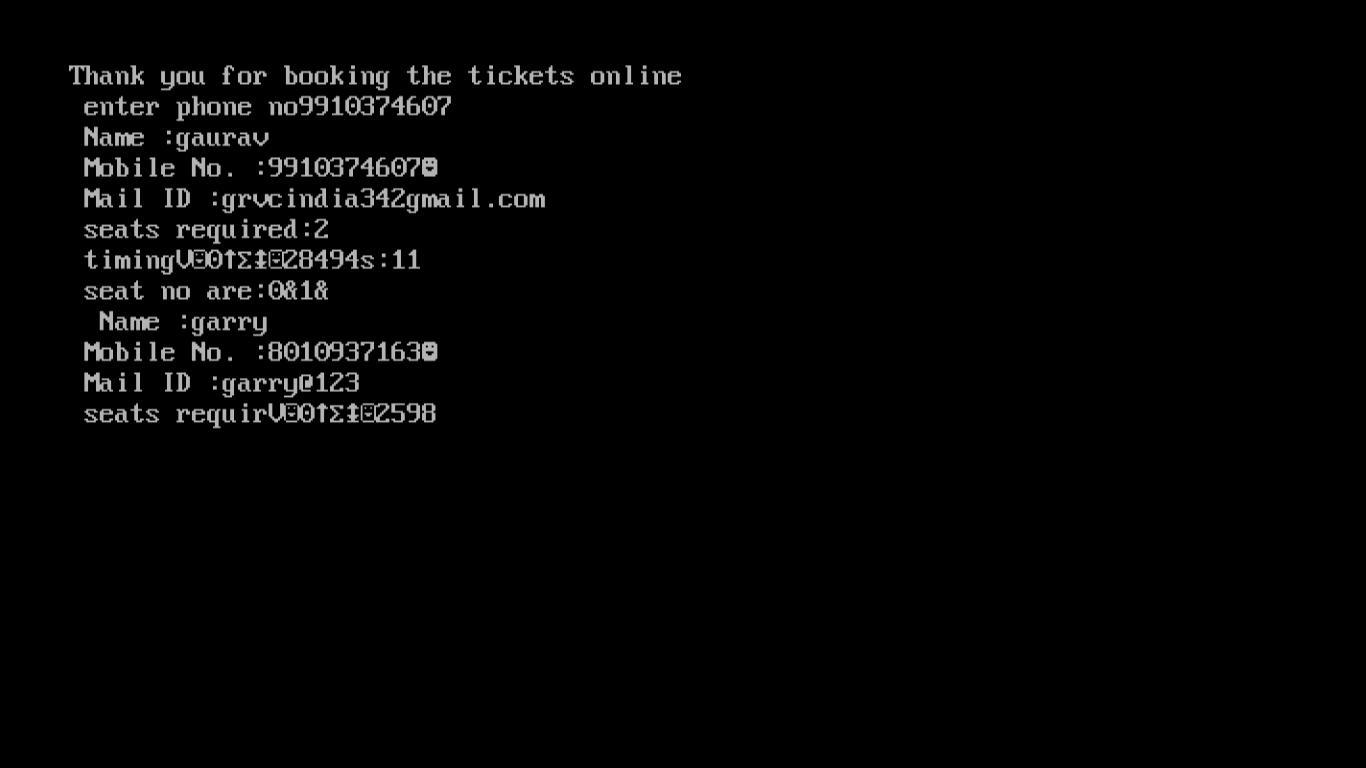 Thank you for booking the tickets online
enter phone no9910374607
Name :gaurav
Mobile No. :9910374607☻
Mail ID :grvcindia342gmail.com
seats required:2
timingV☺0↑Σ↨☺28494s:11
seat no are:0&1&
Name :garry
Mobile No. :8010937163☻
Mail ID :garry@123
seats requirV☺0↑Σ↨☺2598